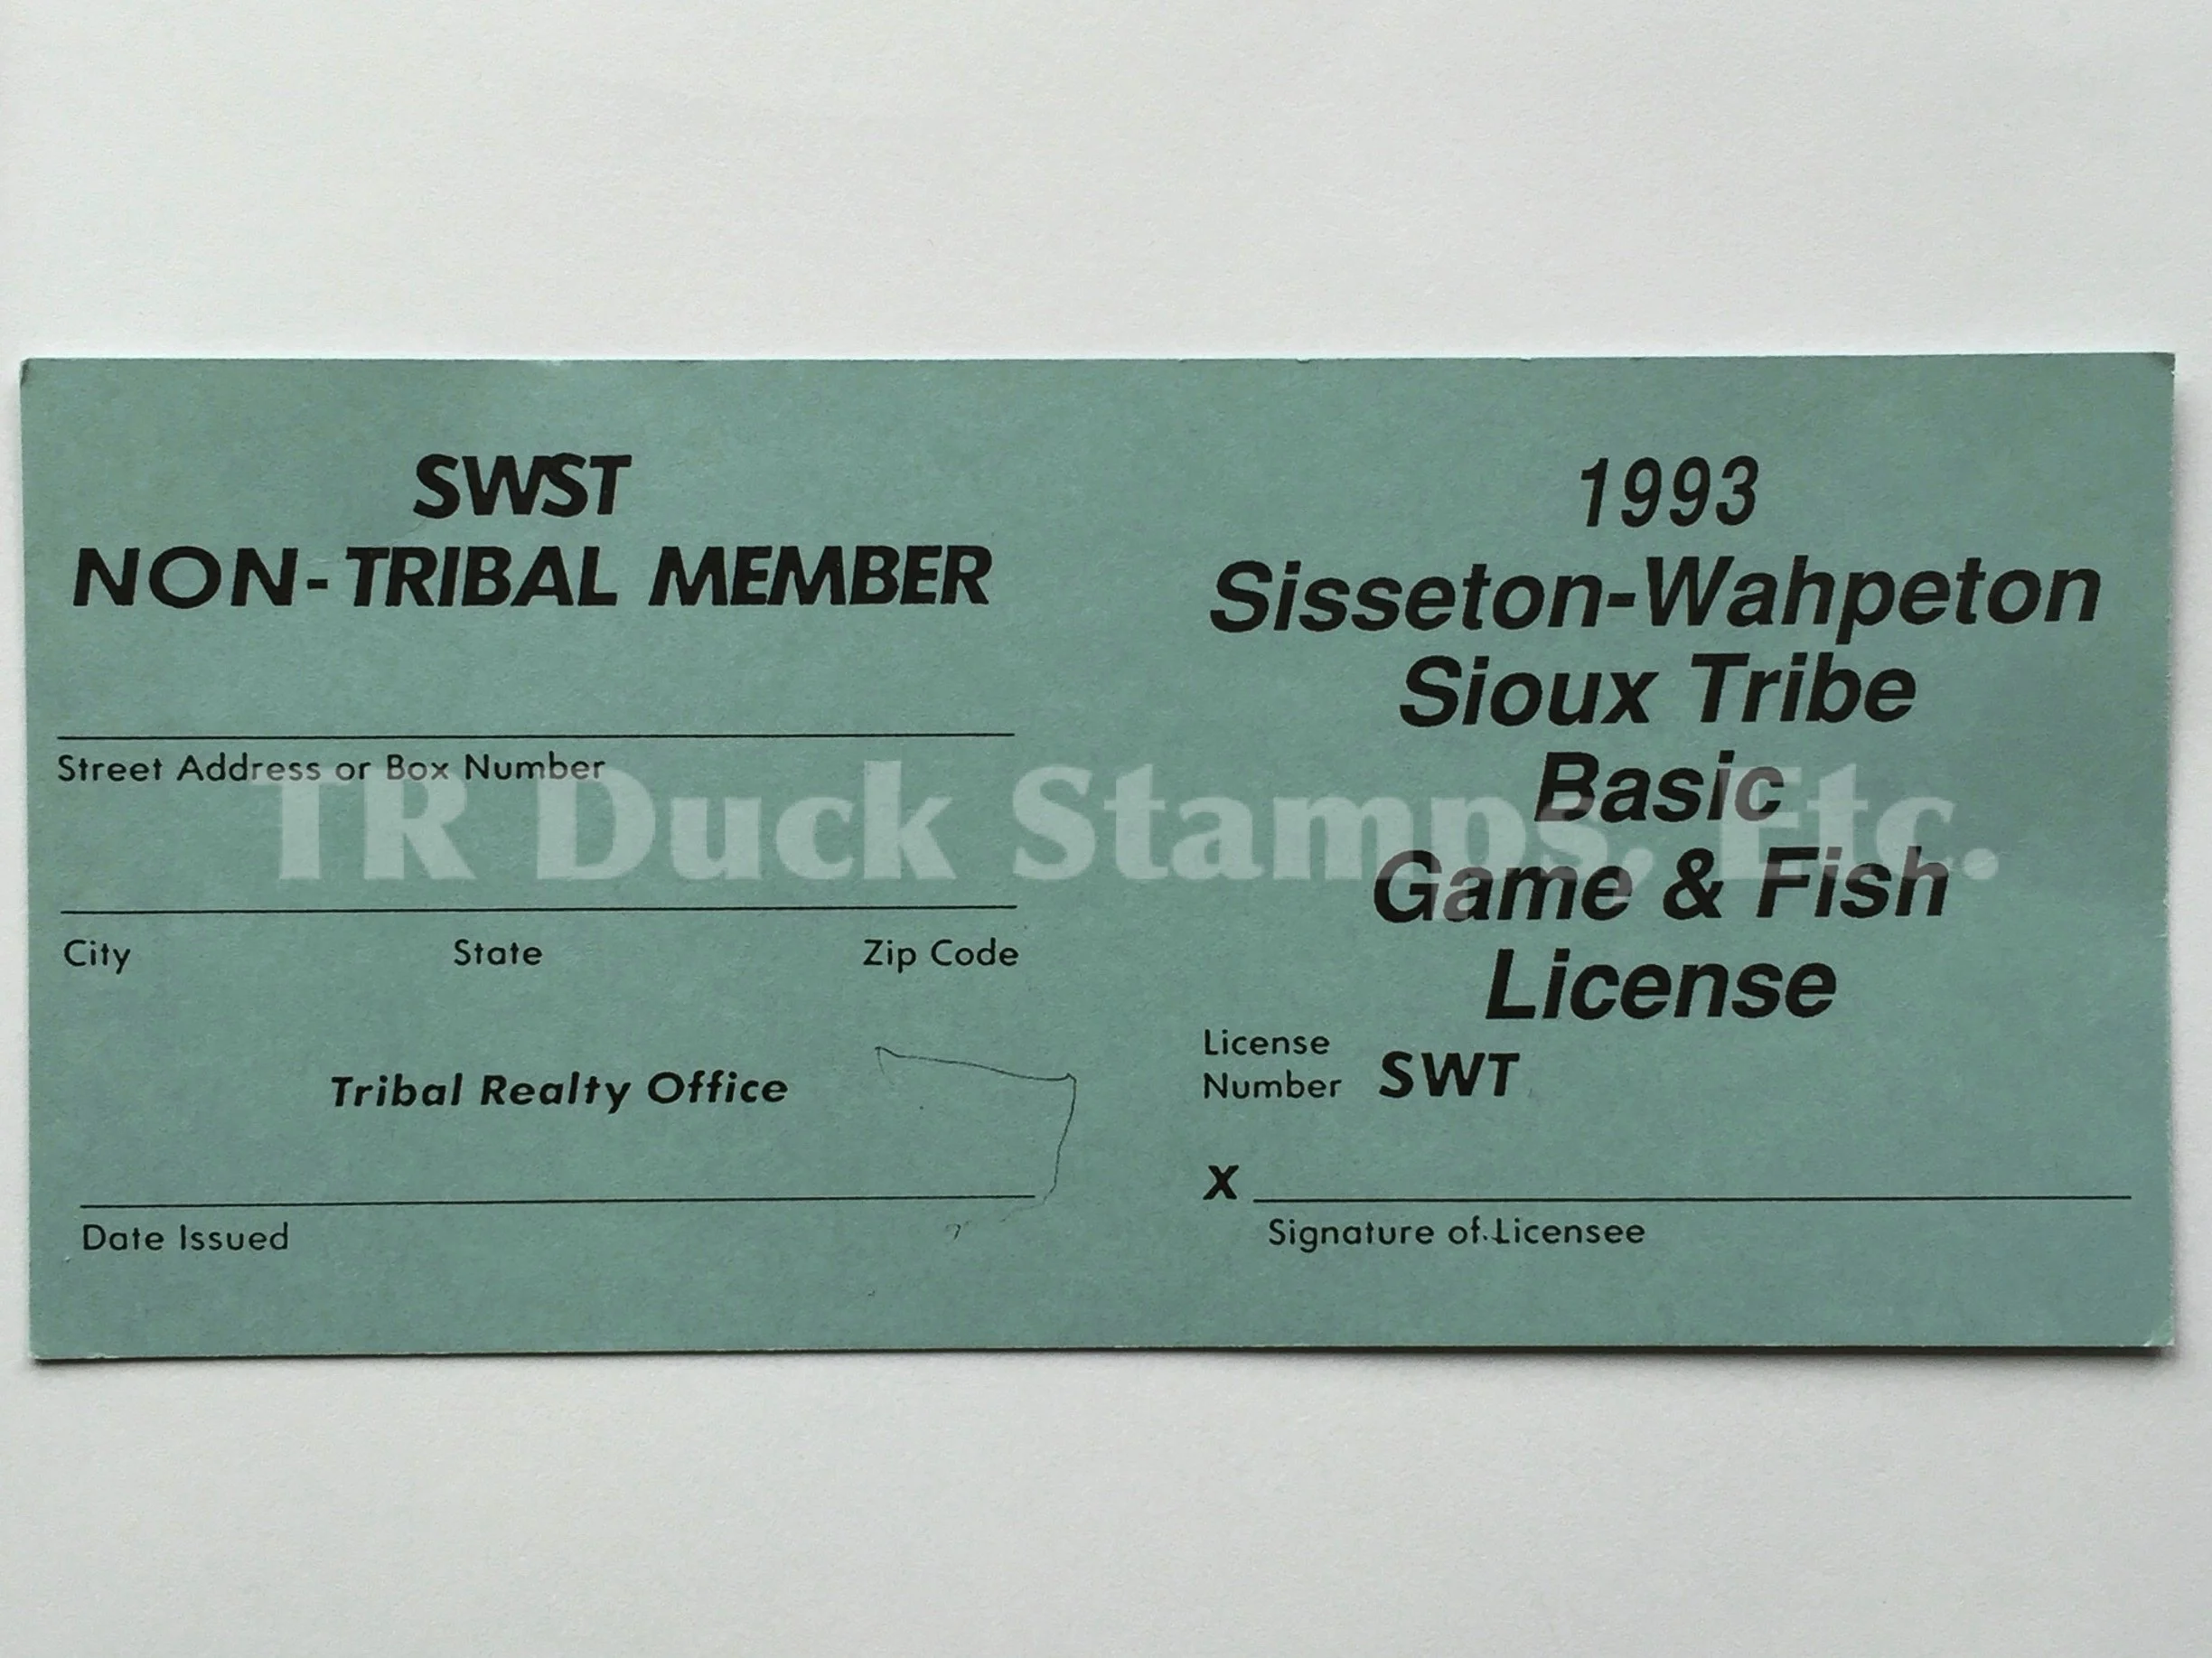 SWST
NON-TRIBAL MEMBER
Street Address or Box Number
City State Zip Code
Tribal Realty Office
Date Issued
1993
Sisseton-Wahpeton
Sioux Tribe
Basic
Game & Fish
License
License
Number SWT
X
Signature of Licensee
TR Duck Stamps, Etc.